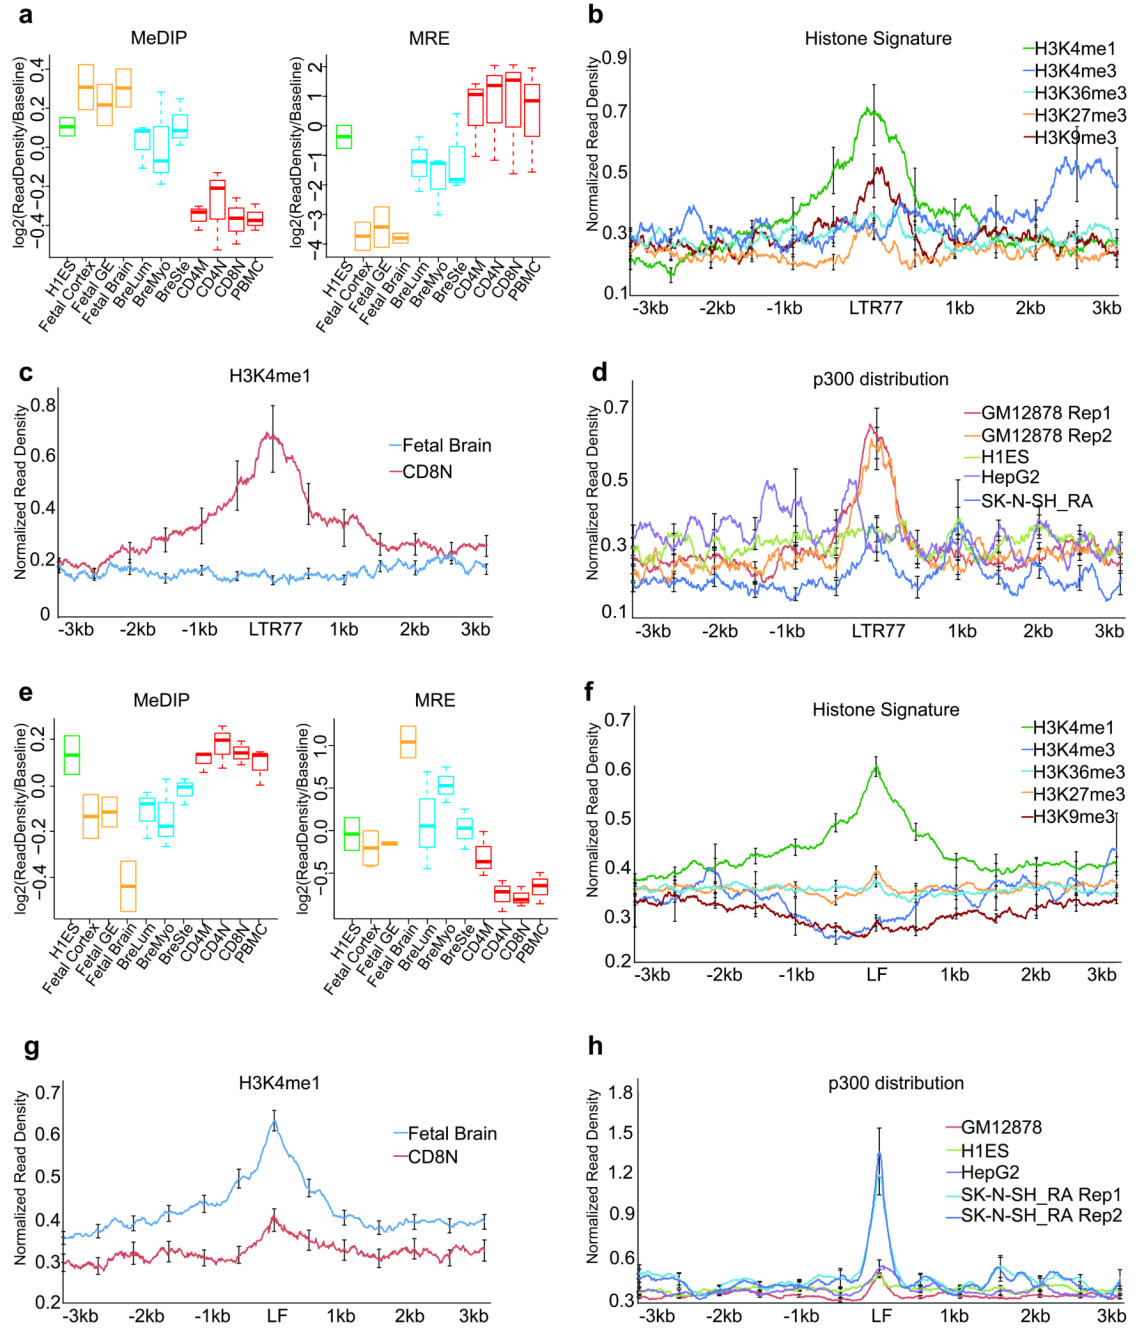 a
MeDIP
MRE
log2(ReadDensity/Baseline)
0.4
0.2
0.0
−0.2
−0.4
H1ES
Fetal Cortex
Fetal GE
Fetal Brain
BreLum
BreMyo
BreSte
CD4M
CD4N
CD8N
PBMC
log2(ReadDensity/Baseline)
2
1
0
−1
−2
−3
−4
H1ES
Fetal Cortex
Fetal GE
Fetal Brain
BreLum
BreMyo
BreSte
CD4M
CD4N
CD8N
PBMC
b
Histone Signature
Normalized Read Density
0.9
0.7
0.5
0.3
0.1
H3K4me1
H3K4me3
H3K36me3
H3K27me3
H3K9me3
-3kb
-2kb
-1kb
LTR77
1kb
2kb
3kb
c
H3K4me1
Normalized Read Density
0.8
0.6
0.4
0.2
0
Fetal Brain
CD8N
-3kb
-2kb
-1kb
LTR77
1kb
2kb
3kb
d
p300 distribution
Normalized Read Density
0.7
0.5
0.3
0.1
GM12878 Rep1
GM12878 Rep2
H1ES
HepG2
SK-N-SH_RA
-3kb
-2kb
-1kb
LTR77
1kb
2kb
3kb
e
MeDIP
MRE
log2(ReadDensity/Baseline)
0.2
0.0
−0.2
−0.4
H1ES
Fetal Cortex
Fetal GE
Fetal Brain
BreLum
BreMyo
BreSte
CD4M
CD4N
CD8N
PBMC
log2(ReadDensity/Baseline)
1.0
0.5
0.0
−0.5
H1ES
Fetal Cortex
Fetal GE
Fetal Brain
BreLum
BreMyo
BreSte
CD4M
CD4N
CD8N
PBMC
f
Histone Signature
Normalized Read Density
0.7
0.6
0.5
0.4
0.3
0.2
H3K4me1
H3K4me3
H3K36me3
H3K27me3
H3K9me3
-3kb
-2kb
-1kb
LF
1kb
2kb
3kb
g
H3K4me1
Normalized Read Density
0.7
0.6
0.5
0.4
0.3
0.2
Fetal Brain
CD8N
-3kb
-2kb
-1kb
LF
1kb
2kb
3kb
h
p300 distribution
Normalized Read Density
1.8
1.5
1.2
0.9
0.6
0.3
GM12878
H1ES
HepG2
SK-N-SH_RA Rep1
SK-N-SH_RA Rep2
-3kb
-2kb
-1kb
LF
1kb
2kb
3kb